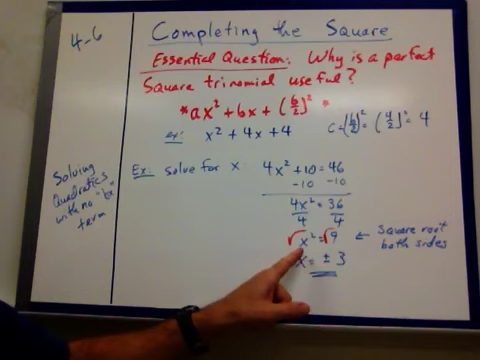 4-6
Completing the Square
Essential Question: Why is a perfect
Square trinomial useful?
*ax² + bx + (b/2)² *
ex: x² + 4x + 4
c = (b/2)² = (4/2)² = 4
Solving
Quadratics
with no "bx"
term
Ex: solve for x: 4x² + 10 = 46
-10 -10
4x² = 36
4 4
√x² = √9 ← Square root
both sides
x = ± 3